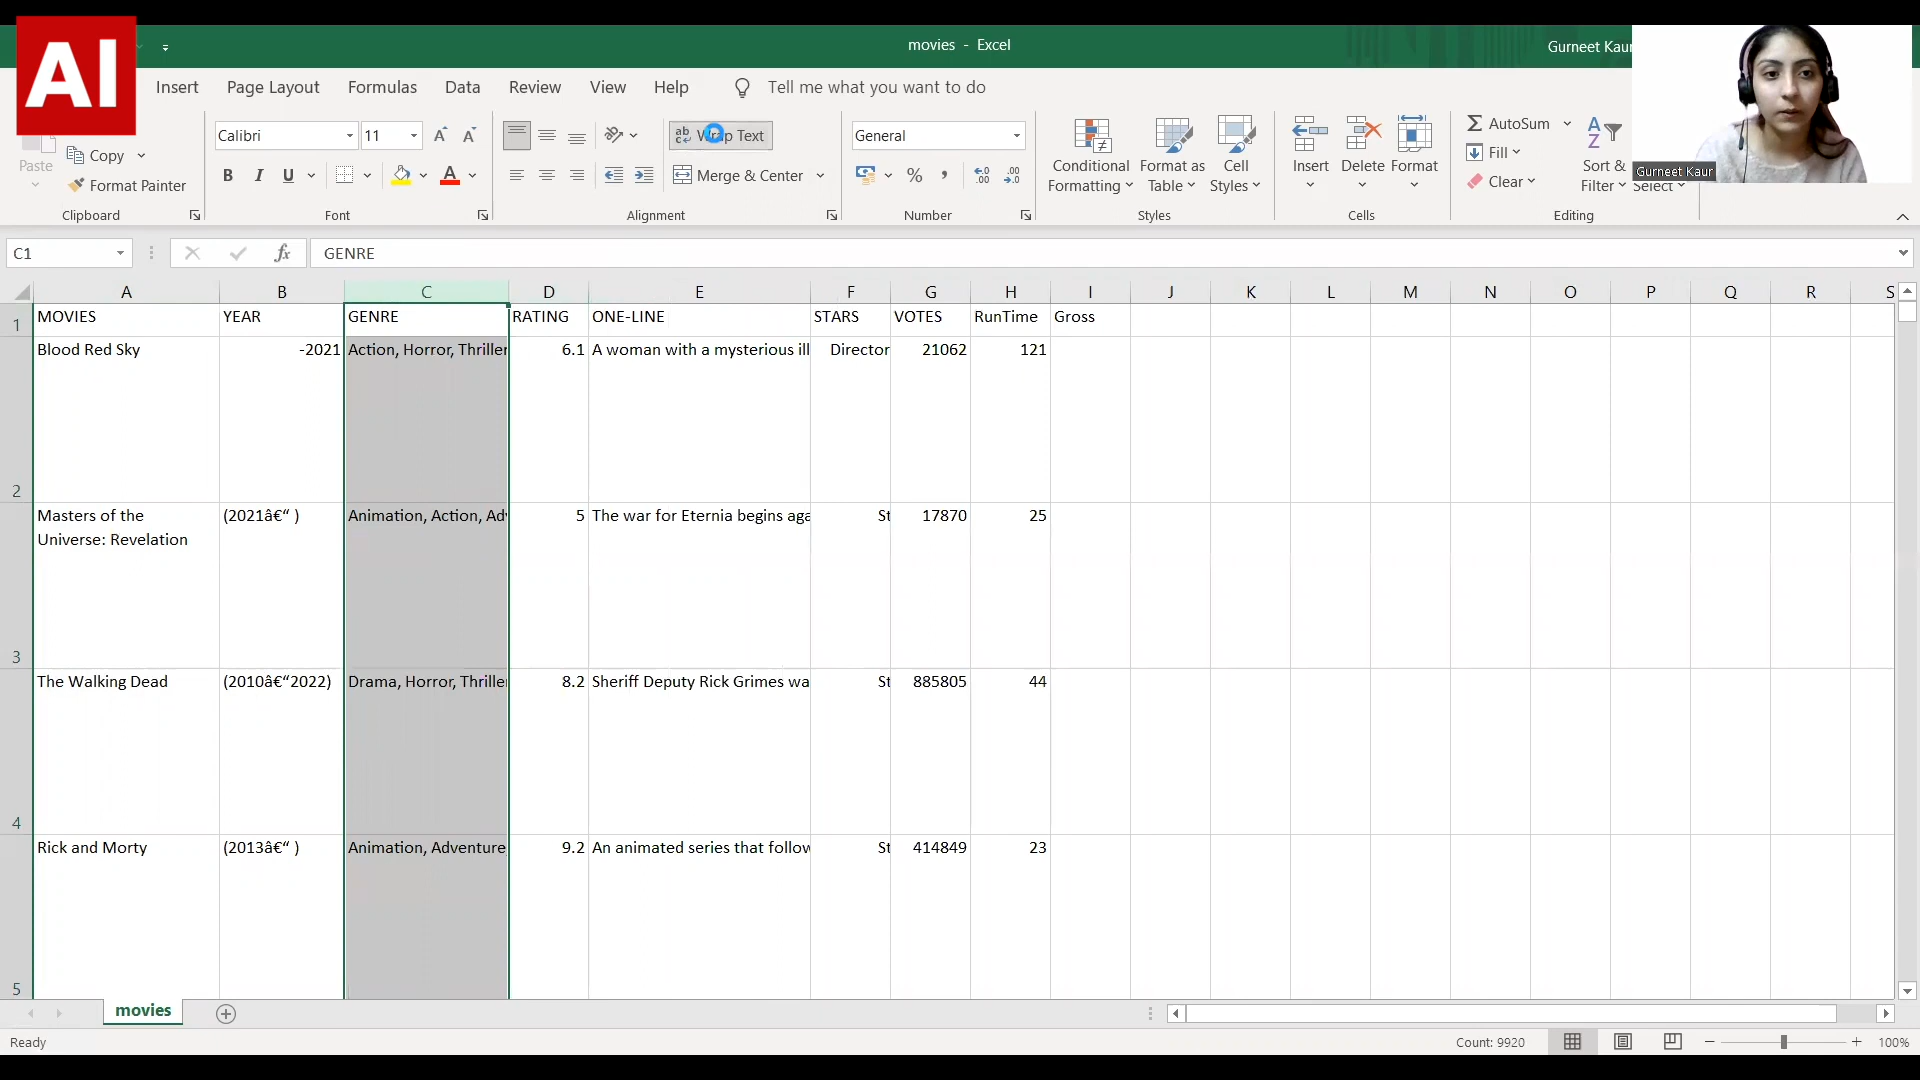 AI
movies - Excel
Gurneet Kaur
Insert Page Layout Formulas Data Review View Help Tell me what you want to do
Paste
Copy
Format Painter
Clipboard
Calibri 11
B I U
A
Font
Wrap Text
Merge & Center
Alignment
General
% ,
Number
Conditional Formatting
Format as Table
Cell Styles
Styles
Insert
Delete
Format
Cells
AutoSum
Fill
Clear
Sort &
Filter
Select
Editing
Gurneet Kaur
C1 fx GENRE
A B C D E F G H I J K L M N O P Q R S
1 MOVIES YEAR GENRE RATING ONE-LINE STARS VOTES RunTime Gross
Blood Red Sky -2021 Action, Horror, Thriller 6.1 A woman with a mysterious ill Director 21062 121
2
Masters of the (2021â€“ ) Animation, Action, Adv 5 The war for Eternia begins aga St 17870 25
Universe: Revelation
3
The Walking Dead (2010â€“2022) Drama, Horror, Thrille 8.2 Sheriff Deputy Rick Grimes wa St 885805 44
4
Rick and Morty (2013â€“ ) Animation, Adventure, 9.2 An animated series that follow St 414849 23
5
movies
Ready Count: 9920 100%